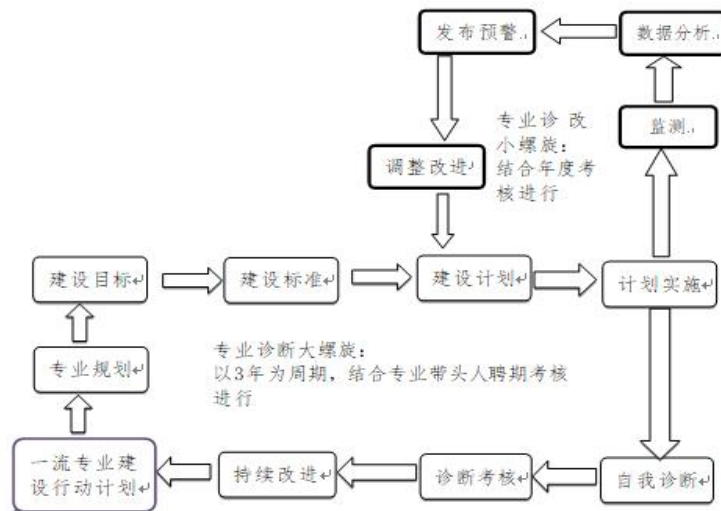 发布预警
数据分析
监测
专业诊 改
小螺旋：
结合年度考
核进行
调整改进
建设目标
建设标准
建设计划
计划实施
专业诊断大螺旋：
以3年为周期，结合专业带头人聘期考核
进行
专业规划
一流专业建
设行动计划
持续改进
诊断考核
自我诊断